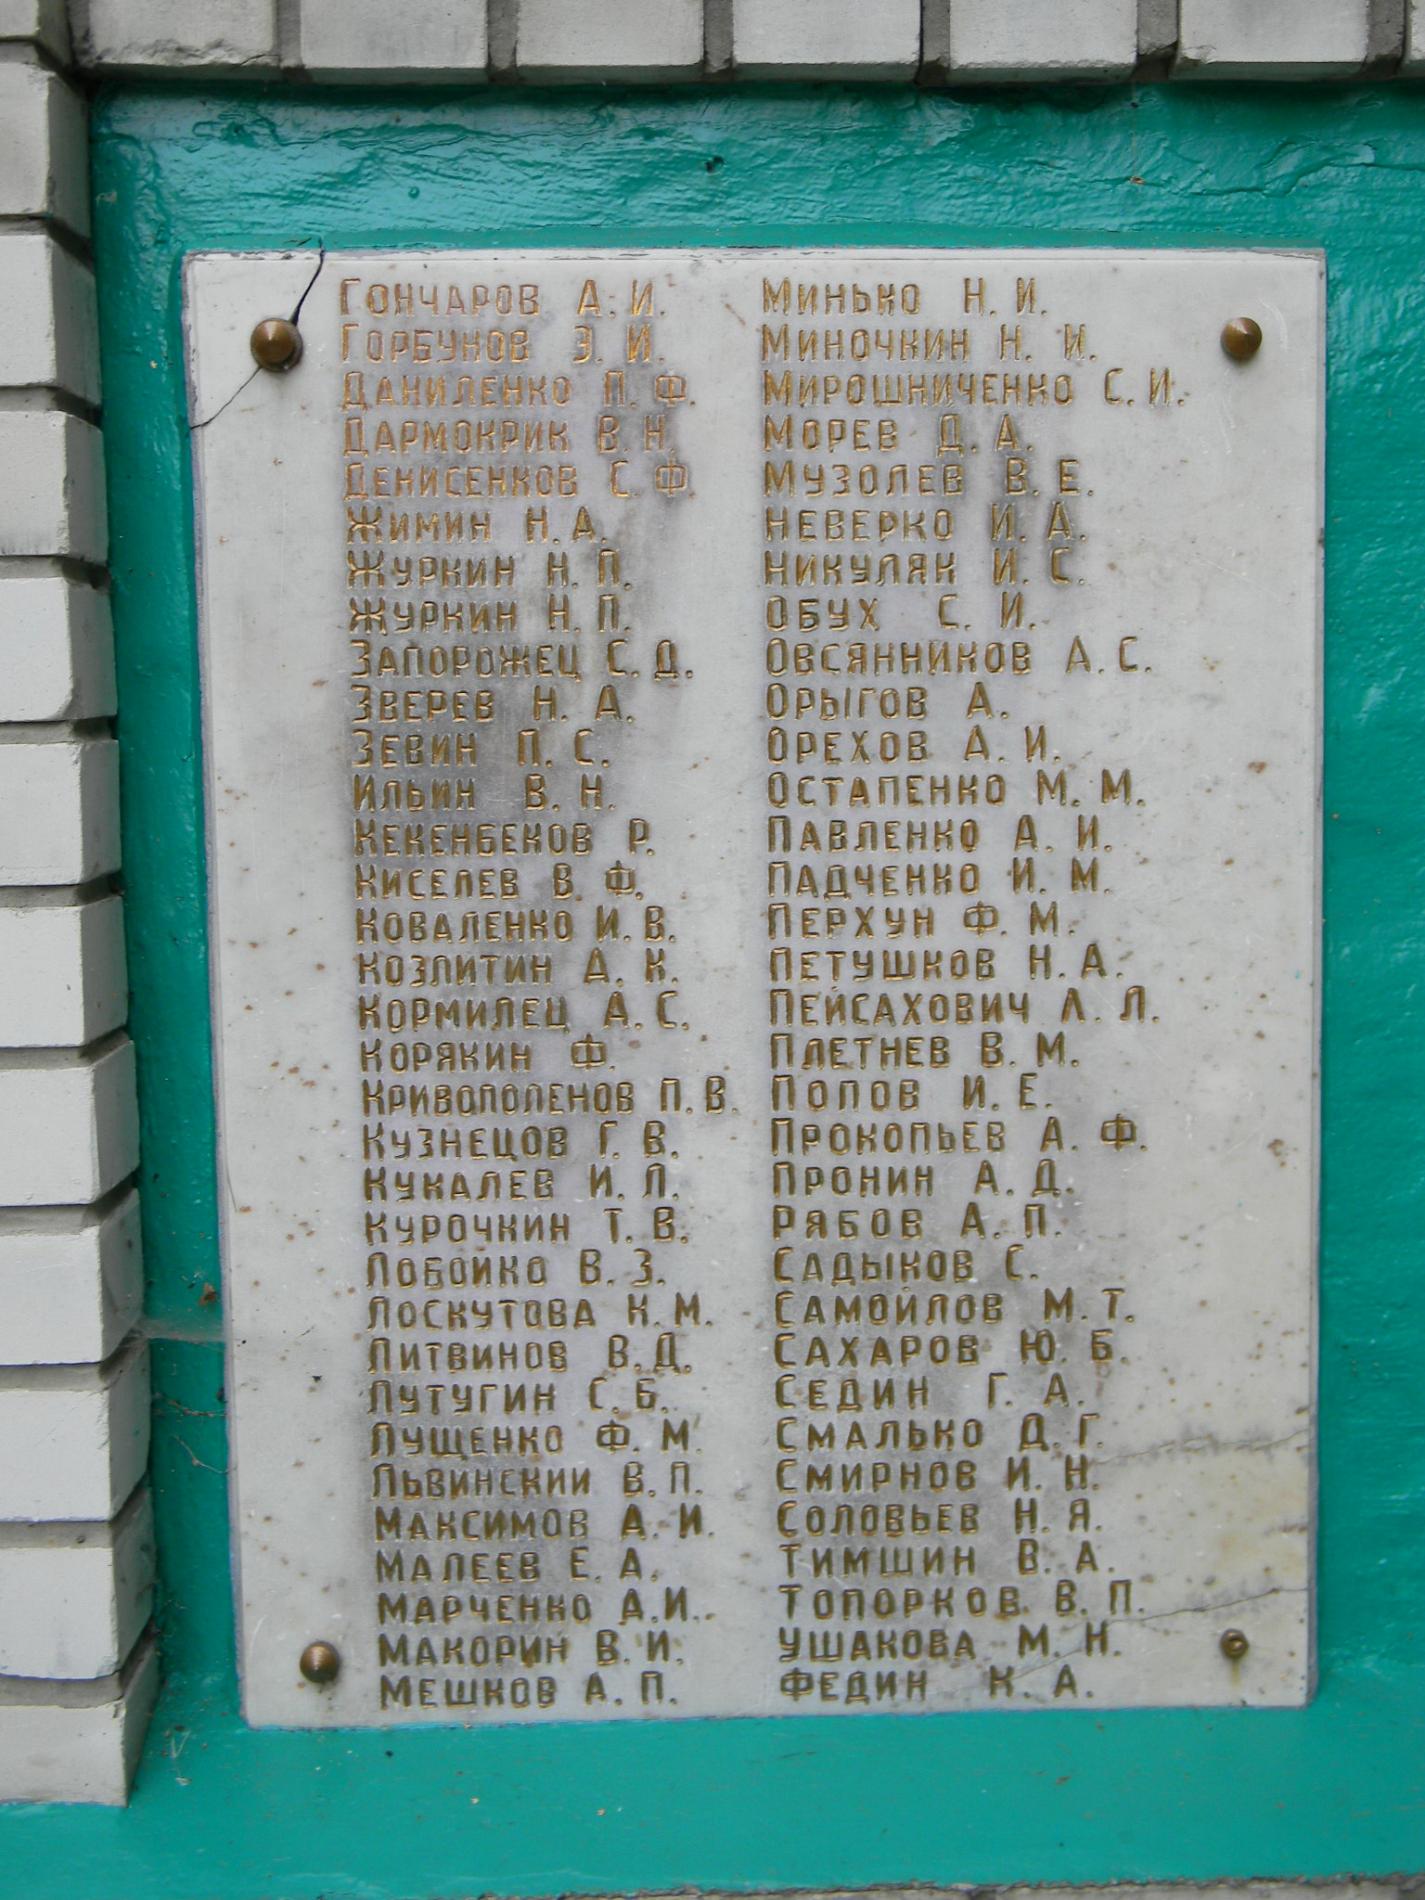 Гончаров А. И.
Горбунов Э. И.
Даниленко П. Ф.
Дармокрик В. Н.
Денисенков С. Ф.
Жимин Н. А.
Журкин Н. П.
Журкин Н. П.
Запорожец С. Д.
Зверев Н. А.
Зевин П. С.
Ильин В. Н.
Кекенбеков Р.
Киселев В. Ф.
Коваленко И. В.
Козлитин А. К.
Кормилец А. С.
Корякин Ф.
Кривополенов П. В.
Кузнецов Г. В.
Кукалев И. Л.
Курочкин Т. В.
Лобойко В. З.
Лоскутова К. М.
Литвинов В. Д.
Лутугин С. Б.
Лущенко Ф. М.
Львинский В. П.
Максимов А. И.
Малеев Е. А.
Марченко А. И.
Макорин В. И.
Мешков А. П.
Минько Н. И.
Миночкин Н. И.
Мирошниченко С. И.
Морев Д. А.
Музолев В. Е.
Неверко И. А.
Никуляк И. С.
Обух С. И.
Овсянников А. С.
Орыгов А.
Орехов А. И.
Остапенко М. М.
Павленко А. И.
Падченко И. М.
Перхун Ф. М.
Петушков Н. А.
Пейсахович Л. Л.
Плетнев В. М.
Попов И. Е.
Прокопьев А. Ф.
Пронин А. Д.
Рябов А. П.
Садыков С.
Самойлов М. Т.
Сахаров Ю. Б.
Седин Г. А.
Смалько Д. Г.
Смирнов И. Н.
Соловьев Н. Я.
Тимшин В. А.
Топорков В. П.
Ушакова М. Н.
Федин К. А.